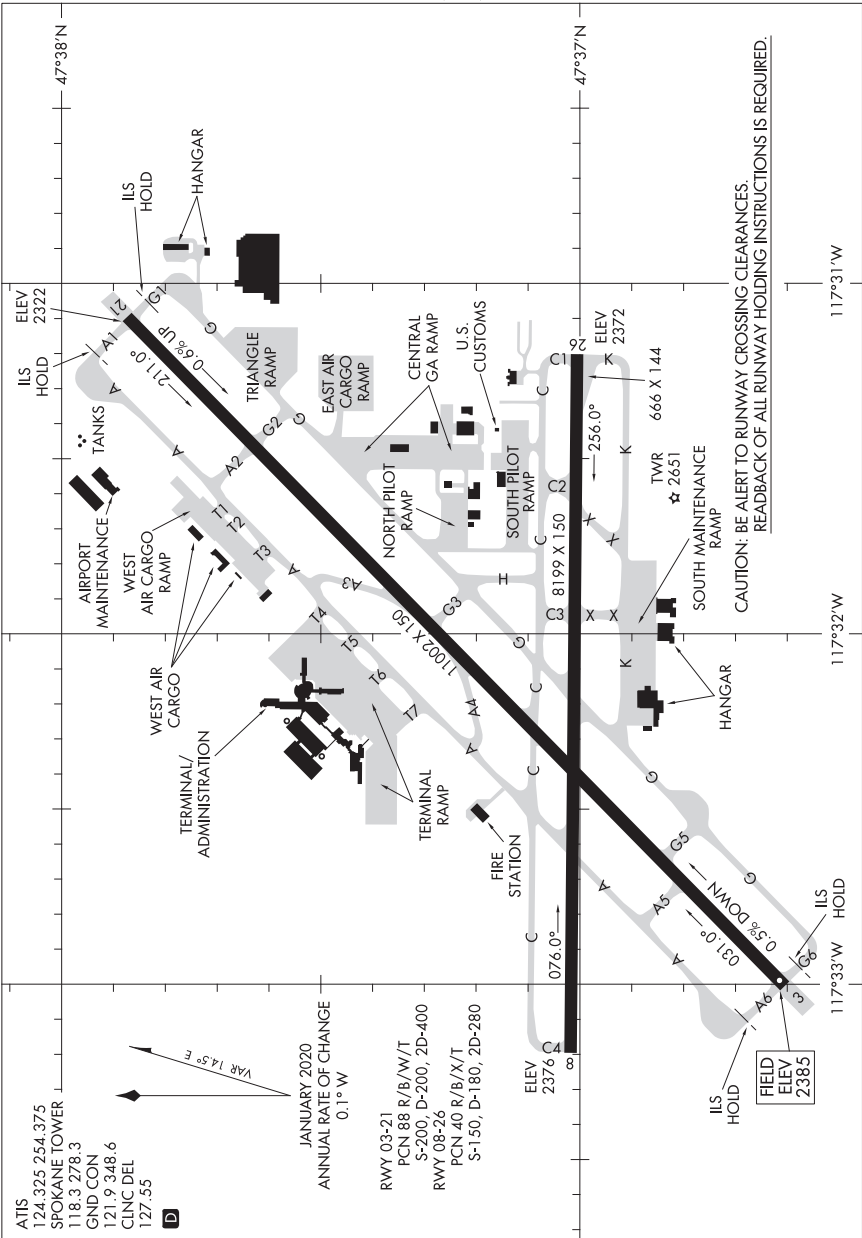 ATIS
124.325 254.375
SPOKANE TOWER
118.3 278.3
GND CON
121.9 348.6
CLNC DEL
127.55
D
VAR 14.5° E
JANUARY 2020
ANNUAL RATE OF CHANGE
0.1° W
RWY 03-21
PCN 88 R/B/W/T
S-200, D-200, 2D-400
RWY 08-26
PCN 40 R/B/X/T
S-150, D-180, 2D-280
47°38'N
47°37'N
117°31'W
117°32'W
117°33'W
ILS
HOLD
ELEV
2322
ILS
HOLD
HANGAR
21
A1
G1
A
G
211.0°
0.6% UP
TRIANGLE
RAMP
TANKS
AIRPORT
MAINTENANCE
A
A2
G2
G
WEST
AIR CARGO
RAMP
T1
T2
T3
EAST AIR
CARGO
RAMP
CENTRAL
GA RAMP
U.S.
CUSTOMS
WEST AIR
CARGO
A
A3
T4
T5
T6
T7
11002 X 150
G3
NORTH PILOT
RAMP
SOUTH PILOT
RAMP
H
C
C1
26
ELEV
2372
K
666 X 144
256.0°
C2
C
8199 X 150
X
X
K
TWR
2651
SOUTH MAINTENANCE
RAMP
C3
X
X
K
HANGAR
TERMINAL/
ADMINISTRATION
TERMINAL
RAMP
A4
A
G
C
C
FIRE
STATION
G
A
G5
A5
G
0.5% DOWN
031.0°
A
C
076.0°
C4
8
ELEV
2376
ILS
HOLD
G6
A6
3
ILS
HOLD
FIELD
ELEV
2385
CAUTION: BE ALERT TO RUNWAY CROSSING CLEARANCES.
READBACK OF ALL RUNWAY HOLDING INSTRUCTIONS IS REQUIRED.